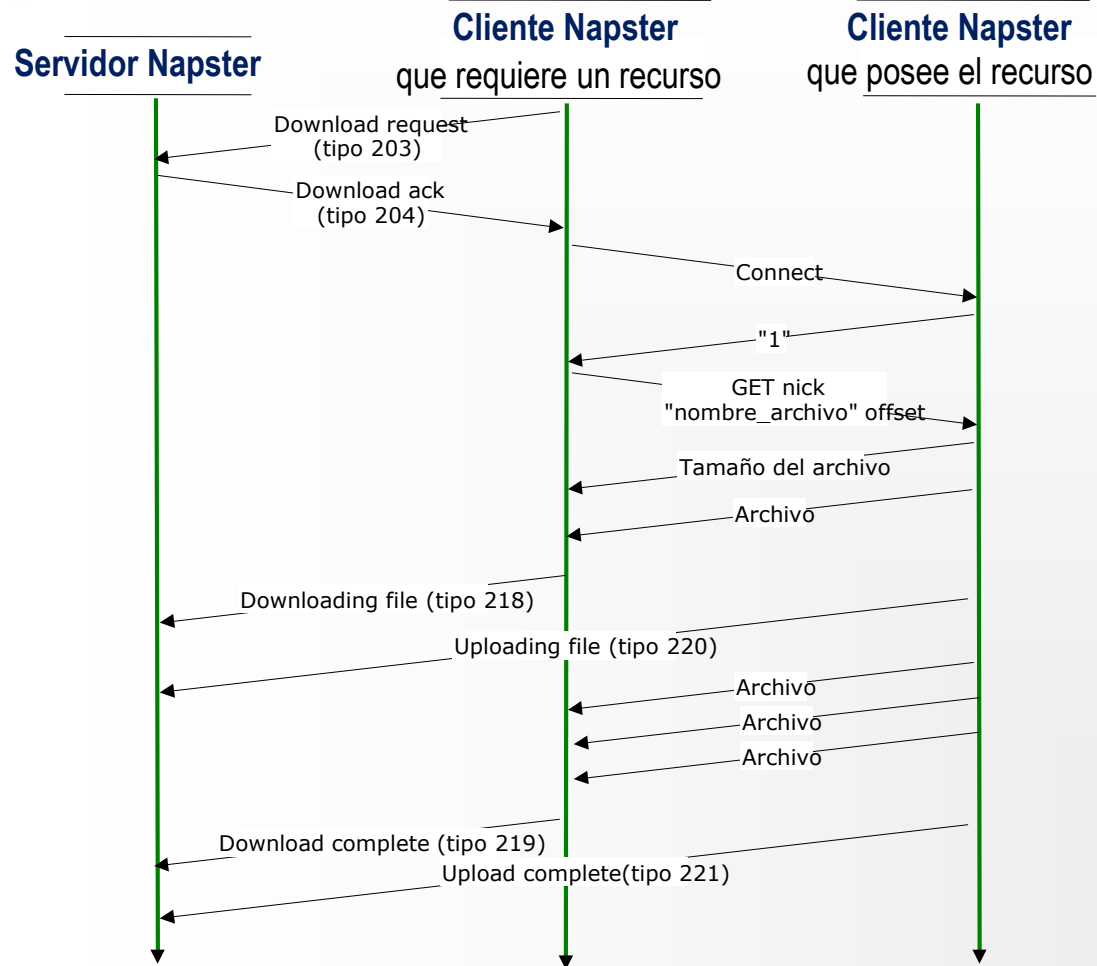 Servidor Napster
Cliente Napster
que requiere un recurso
Cliente Napster
que posee el recurso
Download request
(tipo 203)
Download ack
(tipo 204)
Connect
"1"
GET nick
"nombre_archivo" offset
Tamaño del archivo
Archivo
Downloading file (tipo 218)
Uploading file (tipo 220)
Archivo
Archivo
Archivo
Download complete (tipo 219)
Upload complete(tipo 221)